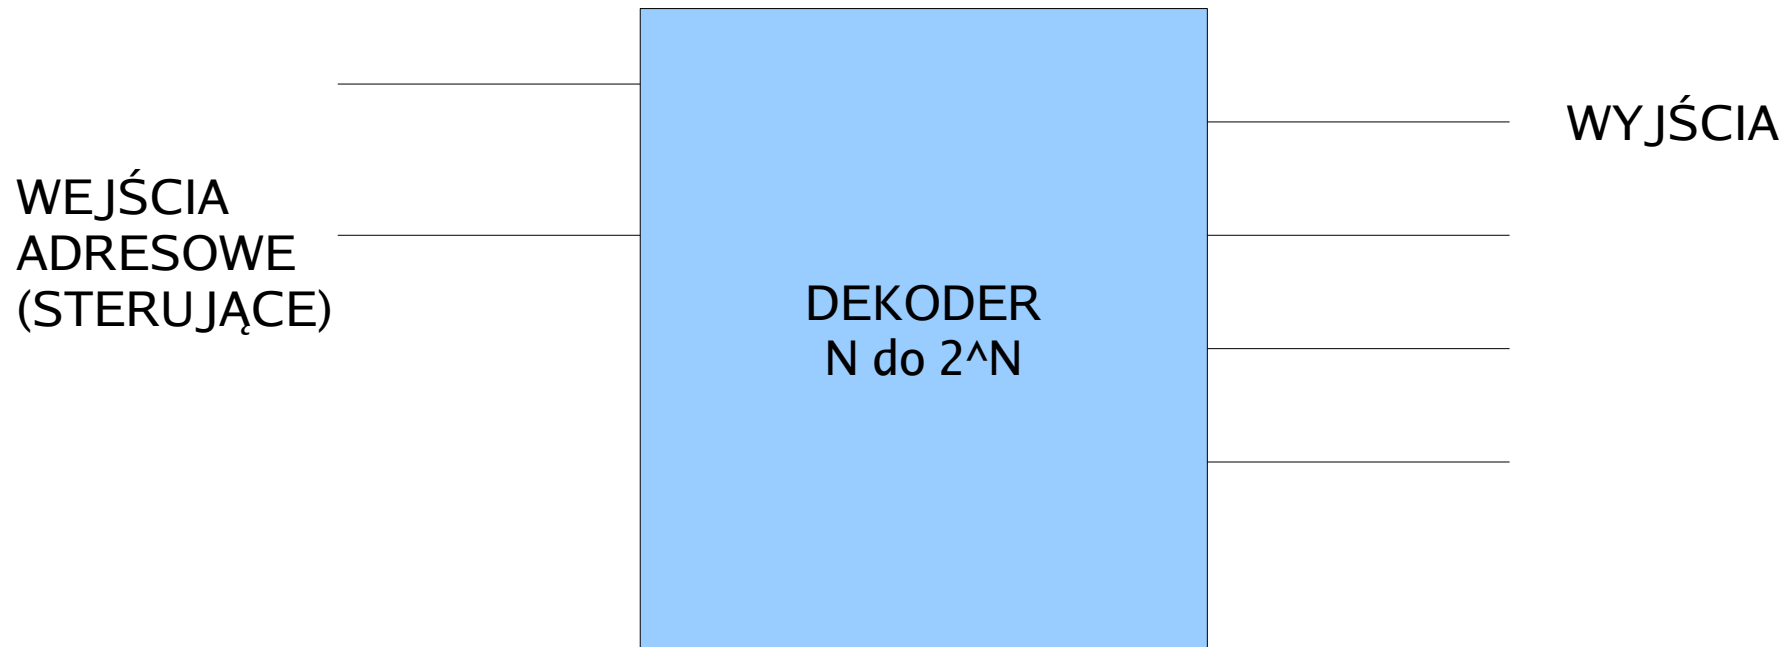 WEJŚCIA
ADRESOWE
(STERUJĄCE)
DEKODER
N do 2^N
WYJŚCIA